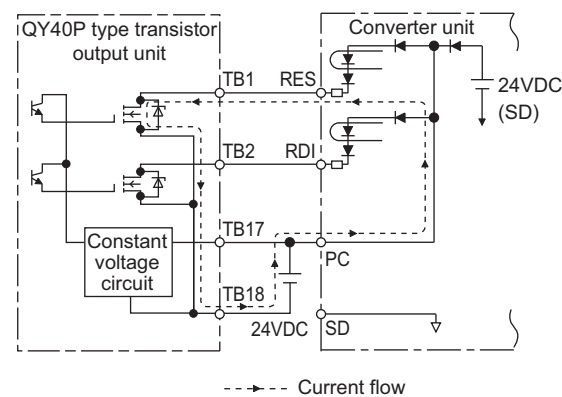 QY40P type transistor
output unit
Converter unit
TB1
RES
24VDC
(SD)
TB2
RDI
TB17
Constant
voltage
circuit
PC
TB18
24VDC
SD
Current flow